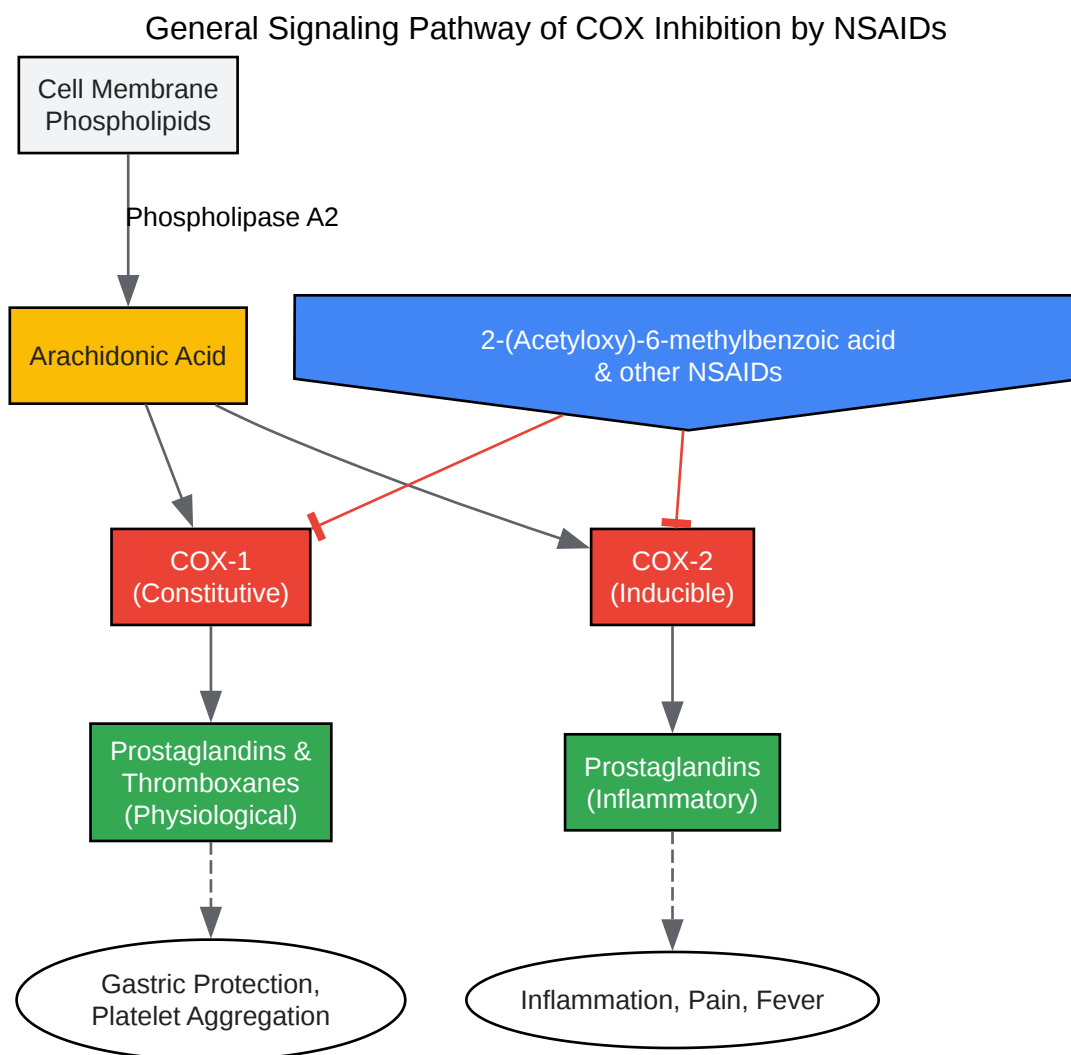 General Signaling Pathway of COX Inhibition by NSAIDs
Cell Membrane
Phospholipids
Phospholipase A2
Arachidonic Acid
2-(Acetyloxy)-6-methylbenzoic acid
& other NSAIDs
COX-1
(Constitutive)
COX-2
(Inducible)
Prostaglandins &
Thromboxanes
(Physiological)
Prostaglandins
(Inflammatory)
Gastric Protection,
Platelet Aggregation
Inflammation, Pain, Fever